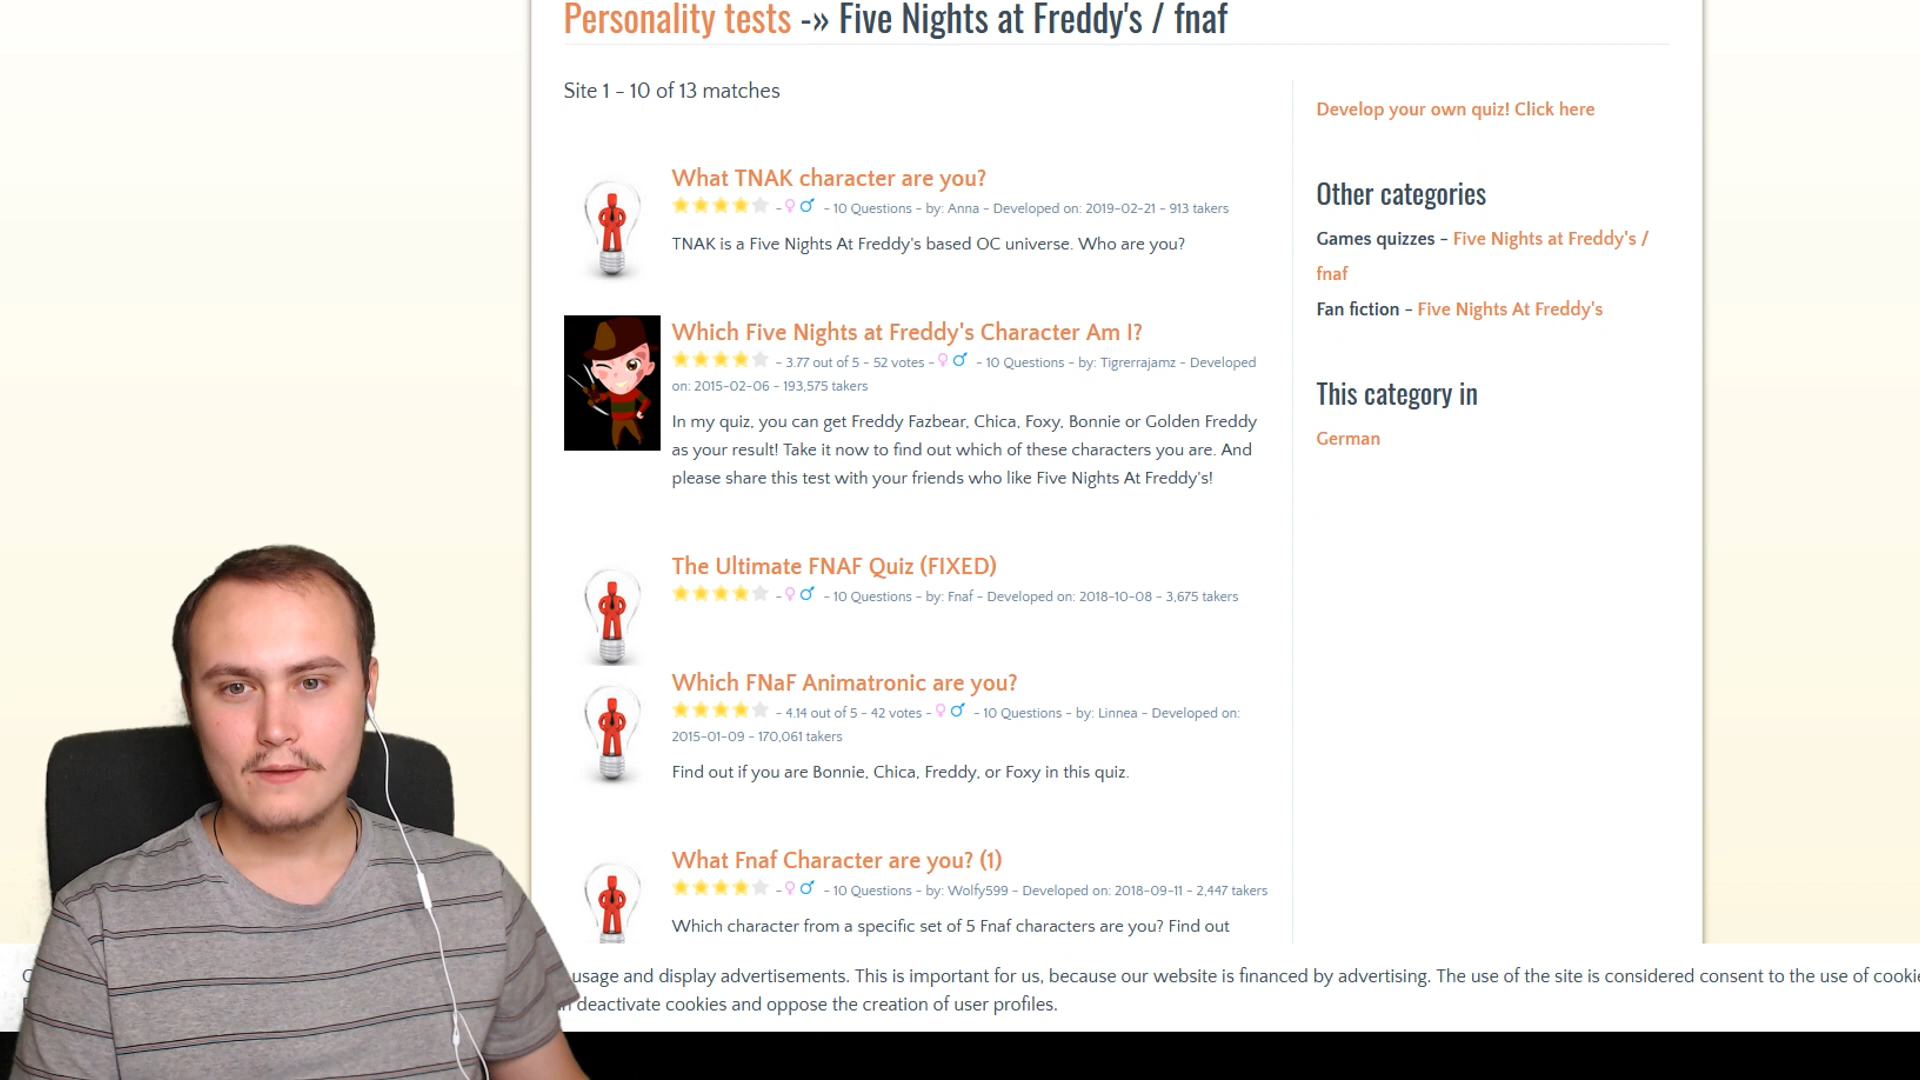 Personality tests -» Five Nights at Freddy's / fnaf
Site 1 - 10 of 13 matches
What TNAK character are you?
- ♀ ♂ - 10 Questions - by: Anna - Developed on: 2019-02-21 - 913 takers
TNAK is a Five Nights At Freddy's based OC universe. Who are you?
Which Five Nights at Freddy's Character Am I?
- 3.77 out of 5 - 52 votes - ♀ ♂ - 10 Questions - by: Tigrerrajamz - Developed
on: 2015-02-06 - 193,575 takers
In my quiz, you can get Freddy Fazbear, Chica, Foxy, Bonnie or Golden Freddy
as your result! Take it now to find out which of these characters you are. And
please share this test with your friends who like Five Nights At Freddy's!
The Ultimate FNAF Quiz (FIXED)
- ♀ ♂ - 10 Questions - by: Fnaf - Developed on: 2018-10-08 - 3,675 takers
Which FNaF Animatronic are you?
- 4.14 out of 5 - 42 votes - ♀ ♂ - 10 Questions - by: Linnea - Developed on:
2015-01-09 - 170,061 takers
Find out if you are Bonnie, Chica, Freddy, or Foxy in this quiz.
What Fnaf Character are you? (1)
- ♀ ♂ - 10 Questions - by: Wolfy599 - Developed on: 2018-09-11 - 2,447 takers
Which character from a specific set of 5 Fnaf characters are you? Find out
Develop your own quiz! Click here
Other categories
Games quizzes - Five Nights at Freddy's /
fnaf
Fan fiction - Five Nights At Freddy's
This category in
German
usage and display advertisements. This is important for us, because our website is financed by advertising. The use of the site is considered consent to the use of
deactivate cookies and oppose the creation of user profiles.